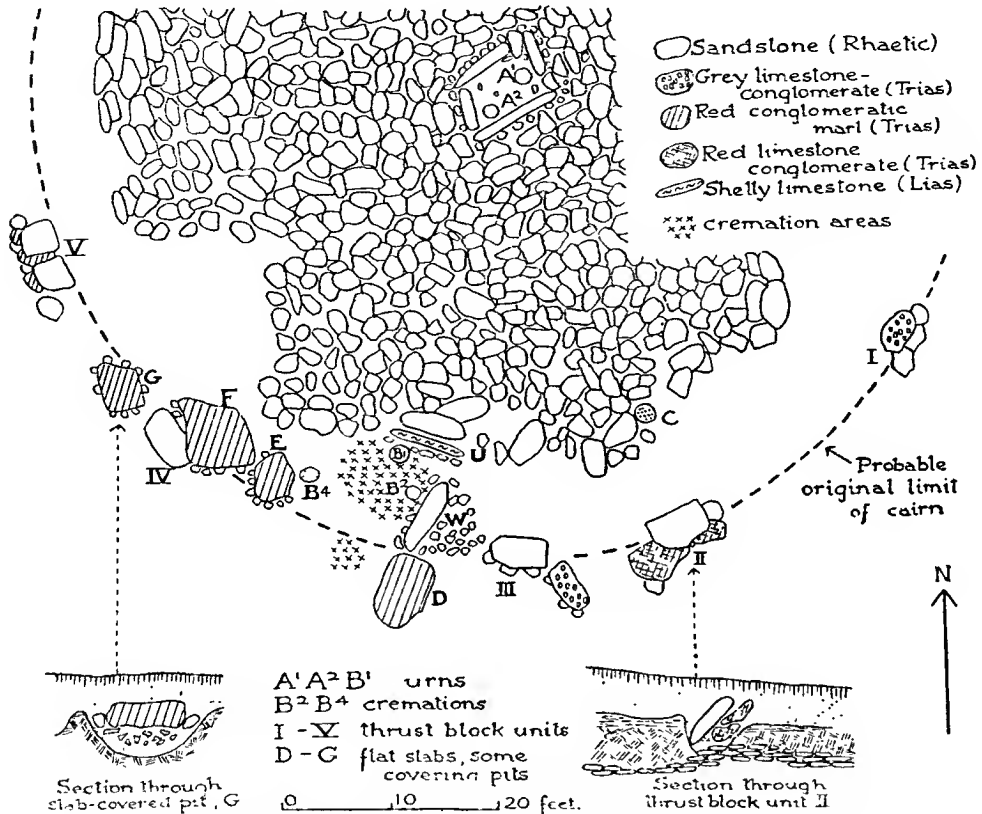 Sandstone (Rhaetic)
Grey limestone-
conglomerate (Trias)
Red conglomeratic
marl (Trias)
Red limestone
conglomerate (Trias)
Shelly limestone (Lias)
cremation areas
A¹
A²
V
I
G
F
E
IV
B⁴
B¹
B²
U
C
W
D
III
II
Probable
original limit
of cairn
N
A¹ A² B¹ urns
B² B⁴ cremations
I - V thrust block units
D - G flat slabs, some
covering pits
0 10 20 feet.
Section through
slab-covered pit, G
Section through
thrust block unit II